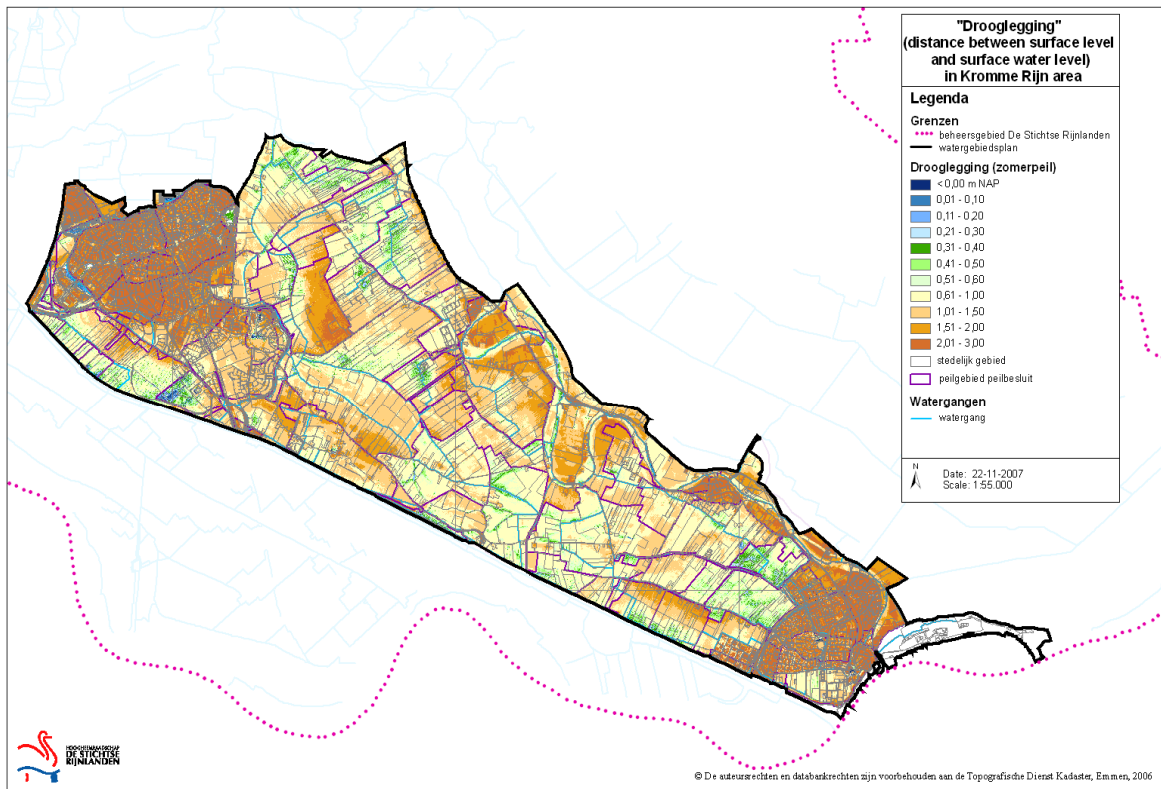 "Drooglegging"
(distance between surface level
and surface water level)
in Kromme Rijn area
Legenda
Grenzen
beheersgebied De Stichtse Rijnlanden
watergebiedsplan
Drooglegging (zomerpeil)
< 0,00 m NAP
0,01 - 0,10
0,11 - 0,20
0,21 - 0,30
0,31 - 0,40
0,41 - 0,50
0,51 - 0,60
0,61 - 1,00
1,01 - 1,50
1,51 - 2,00
2,01 - 3,00
stedelijk gebied
peilgebied peilbesluit
Watergangen
watergang
N
Date: 22-11-2007
Scale: 1:55.000
HOOGHEEMRAADSCHAP
DE STICHTSE
RIJNLANDEN
© De auteursrechten en databankrechten zijn voorbehouden aan de Topografische Dienst Kadaster, Emmen, 2006